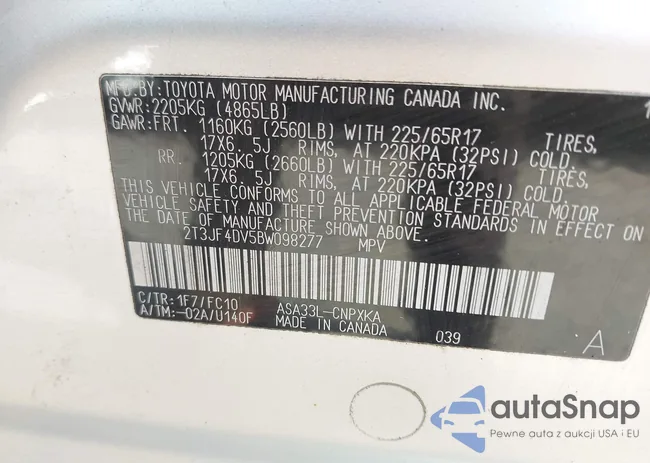 MFD. BY: TOYOTA MOTOR MANUFACTURING CANADA INC. 1
GVWR: 2205KG (4865LB)
GAWR: FRT. 1160KG (2560LB) WITH 225/65R17 TIRES,
17X6. 5J RIMS, AT 220KPA (32PSI) COLD.
RR. 1205KG (2660LB) WITH 225/65R17 TIRES,
17X6. 5J RIMS, AT 220KPA (32PSI) COLD.
THIS VEHICLE CONFORMS TO ALL APPLICABLE FEDERAL MOTOR
VEHICLE SAFETY AND THEFT PREVENTION STANDARDS IN EFFECT ON
THE DATE OF MANUFACTURE SHOWN ABOVE.
2T3JF4DV5BW098277 MPV
C/TR: 1F7/FC10 ASA33L-CNPXKA
A/TM: -02A/U140F MADE IN CANADA 039 A
autaSnap
Pewne auta z aukcji USA i EU